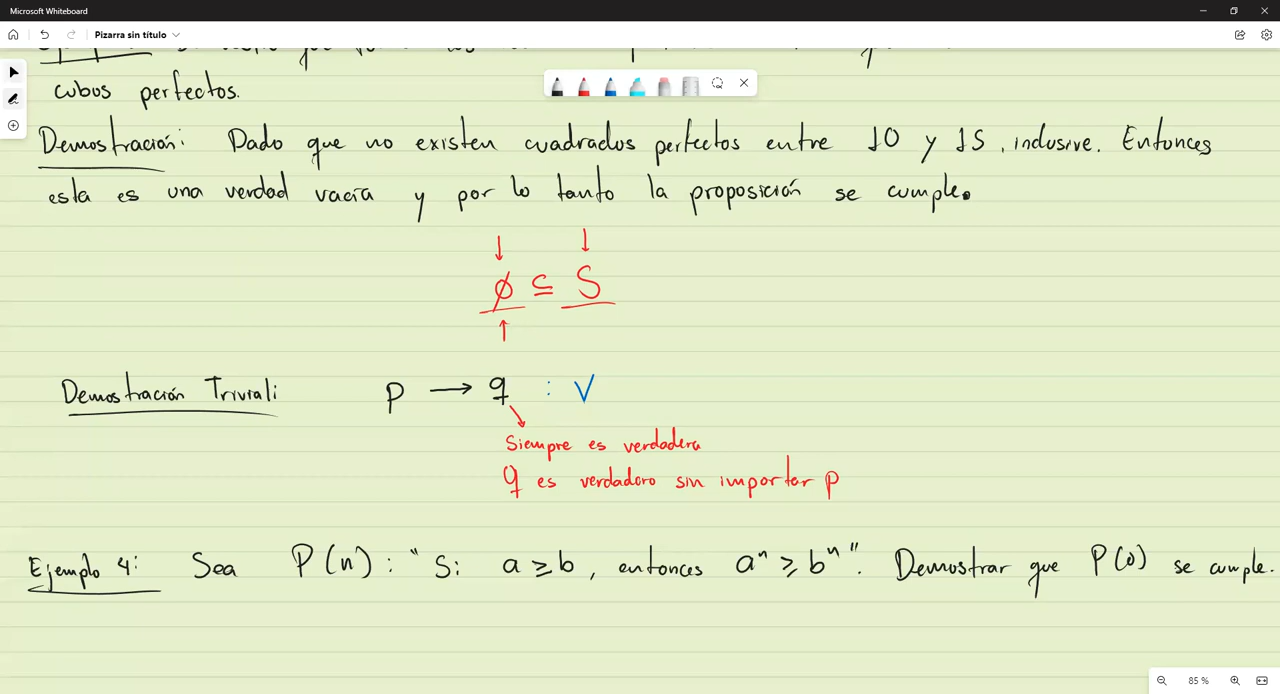 Microsoft Whiteboard
Pizarra sin título
cubos perfectos.
Demostración: Dado que no existen cuadrados perfectos entre 10 y 15, inclusive. Entonces
esta es una verdad vacía y por lo tanto la proposición se cumple.
∅ ⊆ S
Demostración Trivial: p → q : V
Siempre es verdadera
q es verdadero sin importar p
Ejemplo 4: Sea P(n): "Si a ≥ b, entonces aⁿ ≥ bⁿ". Demostrar que P(0) se cumple.
85 %